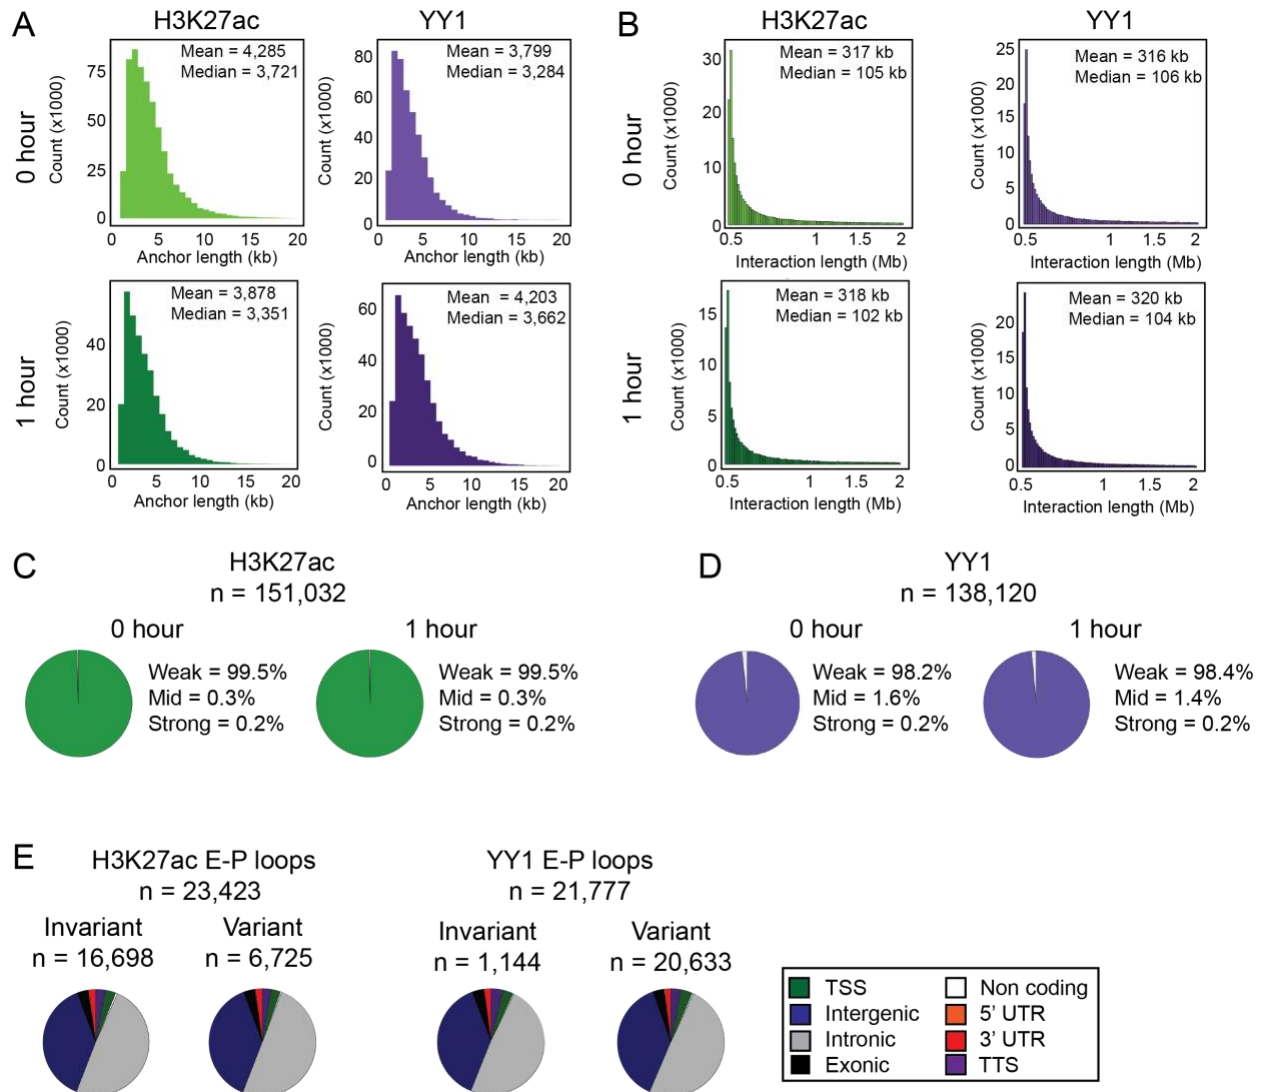 A
H3K27ac
YY1
B
H3K27ac
YY1
0 hour
Count (x1000)
75
50
25
0
Mean = 4,285
Median = 3,721
0 5 10 15 20
Anchor length (kb)
Count (x1000)
80
60
40
20
0
Mean = 3,799
Median = 3,284
0 5 10 15 20
Anchor length (kb)
0 hour
Count (x1000)
30
20
10
0
Mean = 317 kb
Median = 105 kb
0.5 1 1.5 2
Interaction length (Mb)
Count (x1000)
25
20
15
10
5
0
Mean = 316 kb
Median = 106 kb
0.5 1 1.5 2
Interaction length (Mb)
1 hour
Count (x1000)
40
20
0
Mean = 3,878
Median = 3,351
0 5 10 15 20
Anchor length (kb)
Count (x1000)
60
40
20
0
Mean = 4,203
Median = 3,662
0 5 10 15 20
Anchor length (kb)
1 hour
Count (x1000)
15
10
5
0
Mean = 318 kb
Median = 102 kb
0.5 1 1.5 2
Interaction length (Mb)
Count (x1000)
20
15
10
5
0
Mean = 320 kb
Median = 104 kb
0.5 1 1.5 2
Interaction length (Mb)
C
H3K27ac
n = 151,032
0 hour
Weak = 99.5%
Mid = 0.3%
Strong = 0.2%
1 hour
Weak = 99.5%
Mid = 0.3%
Strong = 0.2%
D
YY1
n = 138,120
0 hour
Weak = 98.2%
Mid = 1.6%
Strong = 0.2%
1 hour
Weak = 98.4%
Mid = 1.4%
Strong = 0.2%
E
H3K27ac E-P loops
n = 23,423
Invariant
n = 16,698
Variant
n = 6,725
YY1 E-P loops
n = 21,777
Invariant
n = 1,144
Variant
n = 20,633
TSS
Intergenic
Intronic
Exonic
Non coding
5' UTR
3' UTR
TTS